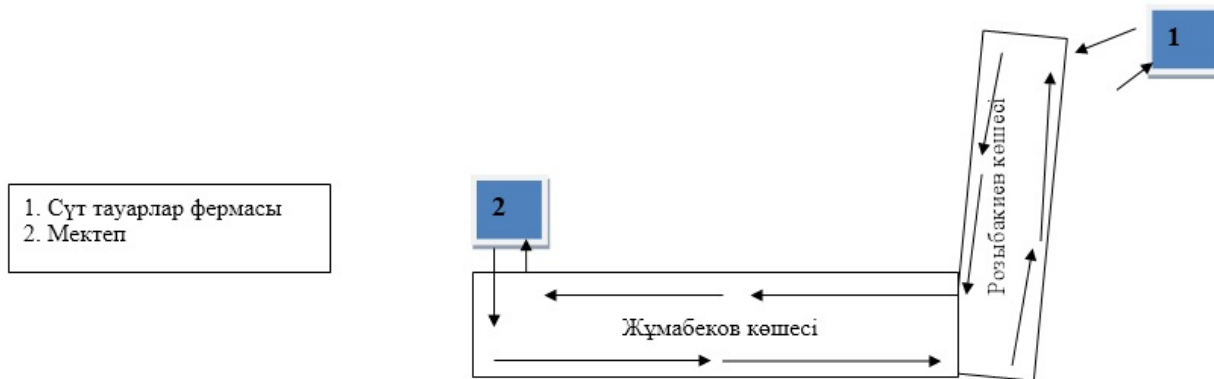 1
Розыбакиев көшесі
1. Сүт тауарлар фермасы
2. Мектеп
2
Жұмабеков көшесі